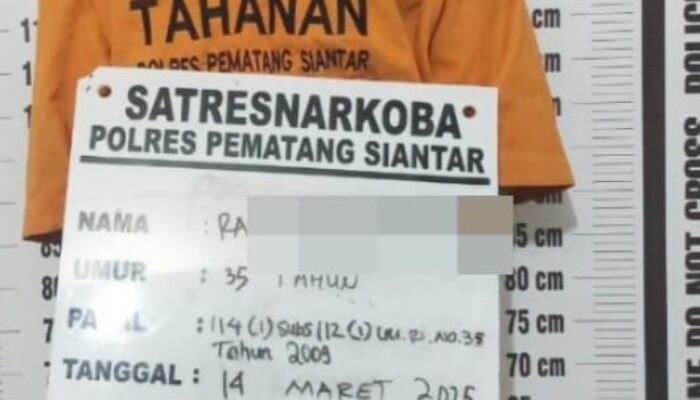 TAHANAN
POLRES PEMATANG SIANTAR
SATRESNARKOBA
POLRES PEMATANG SIANTAR
NAMA : RA
UMUR : 35 TAHUN
PASAL : 114 (1) Subs 112 (1) UU. RI. NO. 35
Tahun 2009
TANGGAL : 14 MARET 2025
cm
cm
85 cm
80 cm
75 cm
70 cm
POLICE
DO NOT CROSS